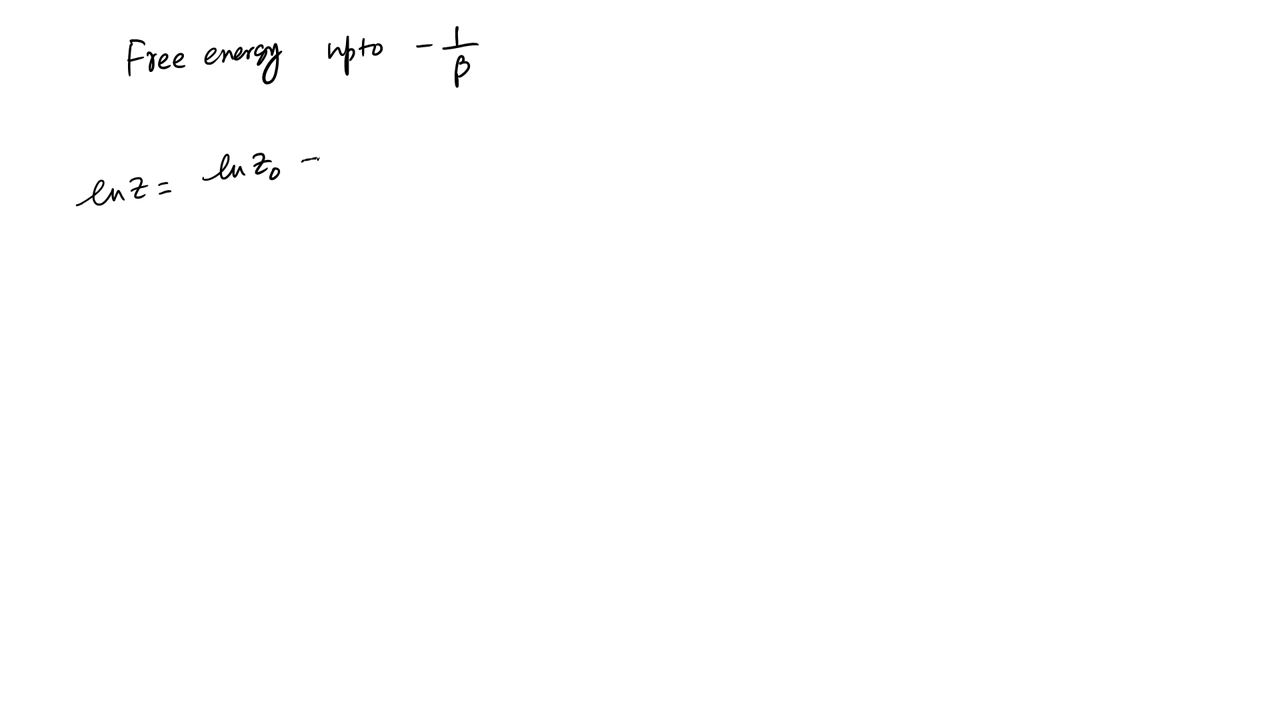 Free energy upto - 1/β
ln Z = ln Z₀ -